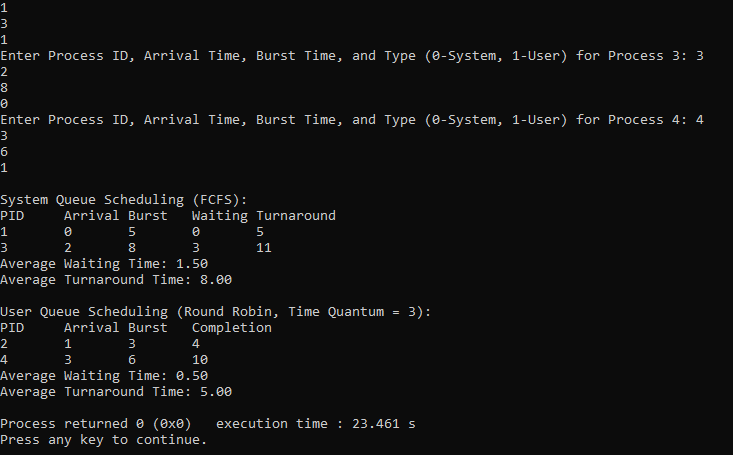 1
3
1
Enter Process ID, Arrival Time, Burst Time, and Type (0-System, 1-User) for Process 3: 3
2
8
0
Enter Process ID, Arrival Time, Burst Time, and Type (0-System, 1-User) for Process 4: 4
3
6
1

System Queue Scheduling (FCFS):
PID     Arrival Burst   Waiting Turnaround
1       0       5       0       5
3       2       8       3       11
Average Waiting Time: 1.50
Average Turnaround Time: 8.00

User Queue Scheduling (Round Robin, Time Quantum = 3):
PID     Arrival Burst   Completion
2       1       3       4
4       3       6       10
Average Waiting Time: 0.50
Average Turnaround Time: 5.00

Process returned 0 (0x0)   execution time : 23.461 s
Press any key to continue.